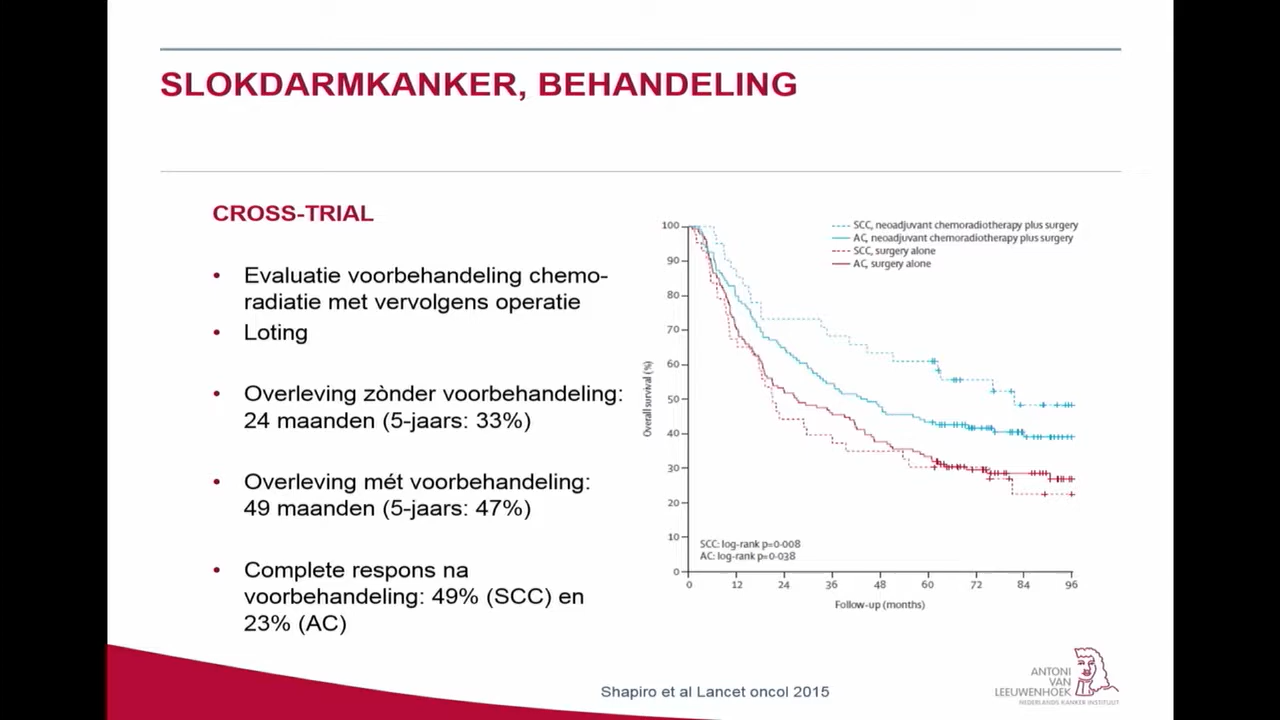 SLOKDARMKANKER, BEHANDELING
CROSS-TRIAL
• Evaluatie voorbehandeling chemo-
radiatie met vervolgens operatie
• Loting
• Overleving zònder voorbehandeling:
24 maanden (5-jaars: 33%)
• Overleving mét voorbehandeling:
49 maanden (5-jaars: 47%)
• Complete respons na
voorbehandeling: 49% (SCC) en
23% (AC)
SCC, neoadjuvant chemoradiotherapy plus surgery
AC, neoadjuvant chemoradiotherapy plus surgery
SCC, surgery alone
AC, surgery alone
Overall survival (%)
100
90
80
70
60
50
40
30
20
10
0
SCC: log-rank p=0·008
AC: log-rank p=0·038
0 12 24 36 48 60 72 84 96
Follow-up (months)
Shapiro et al Lancet oncol 2015
ANTONI
VAN
LEEUWENHOEK
NEDERLANDS KANKER INSTITUUT